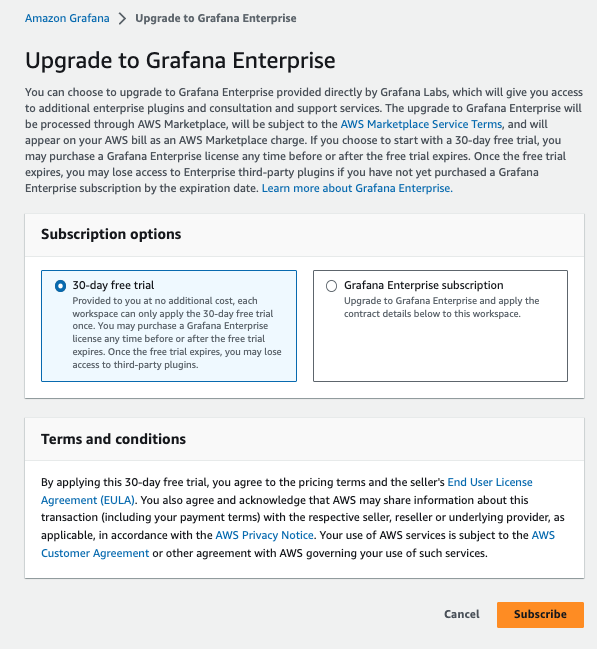 Amazon Grafana > Upgrade to Grafana Enterprise
Upgrade to Grafana Enterprise
You can choose to upgrade to Grafana Enterprise provided directly by Grafana Labs, which will give you access
to additional enterprise plugins and consultation and support services. The upgrade to Grafana Enterprise will
be processed through AWS Marketplace, will be subject to the AWS Marketplace Service Terms, and will
appear on your AWS bill as an AWS Marketplace charge. If you choose to start with a 30-day free trial, you
may purchase a Grafana Enterprise license any time before or after the free trial expires. Once the free trial
expires, you may lose access to Enterprise third-party plugins if you have not yet purchased a Grafana
Enterprise subscription by the expiration date. Learn more about Grafana Enterprise.
Subscription options
30-day free trial
Provided to you at no additional cost, each
workspace can only apply the 30-day free trial
once. You may purchase a Grafana Enterprise
license any time before or after the free trial
expires. Once the free trial expires, you may lose
access to third-party plugins.
Grafana Enterprise subscription
Upgrade to Grafana Enterprise and apply the
contract details below to this workspace.
Terms and conditions
By applying this 30-day free trial, you agree to the pricing terms and the seller's End User License
Agreement (EULA). You also agree and acknowledge that AWS may share information about this
transaction (including your payment terms) with the respective seller, reseller or underlying provider, as
applicable, in accordance with the AWS Privacy Notice. Your use of AWS services is subject to the AWS
Customer Agreement or other agreement with AWS governing your use of such services.
Cancel
Subscribe